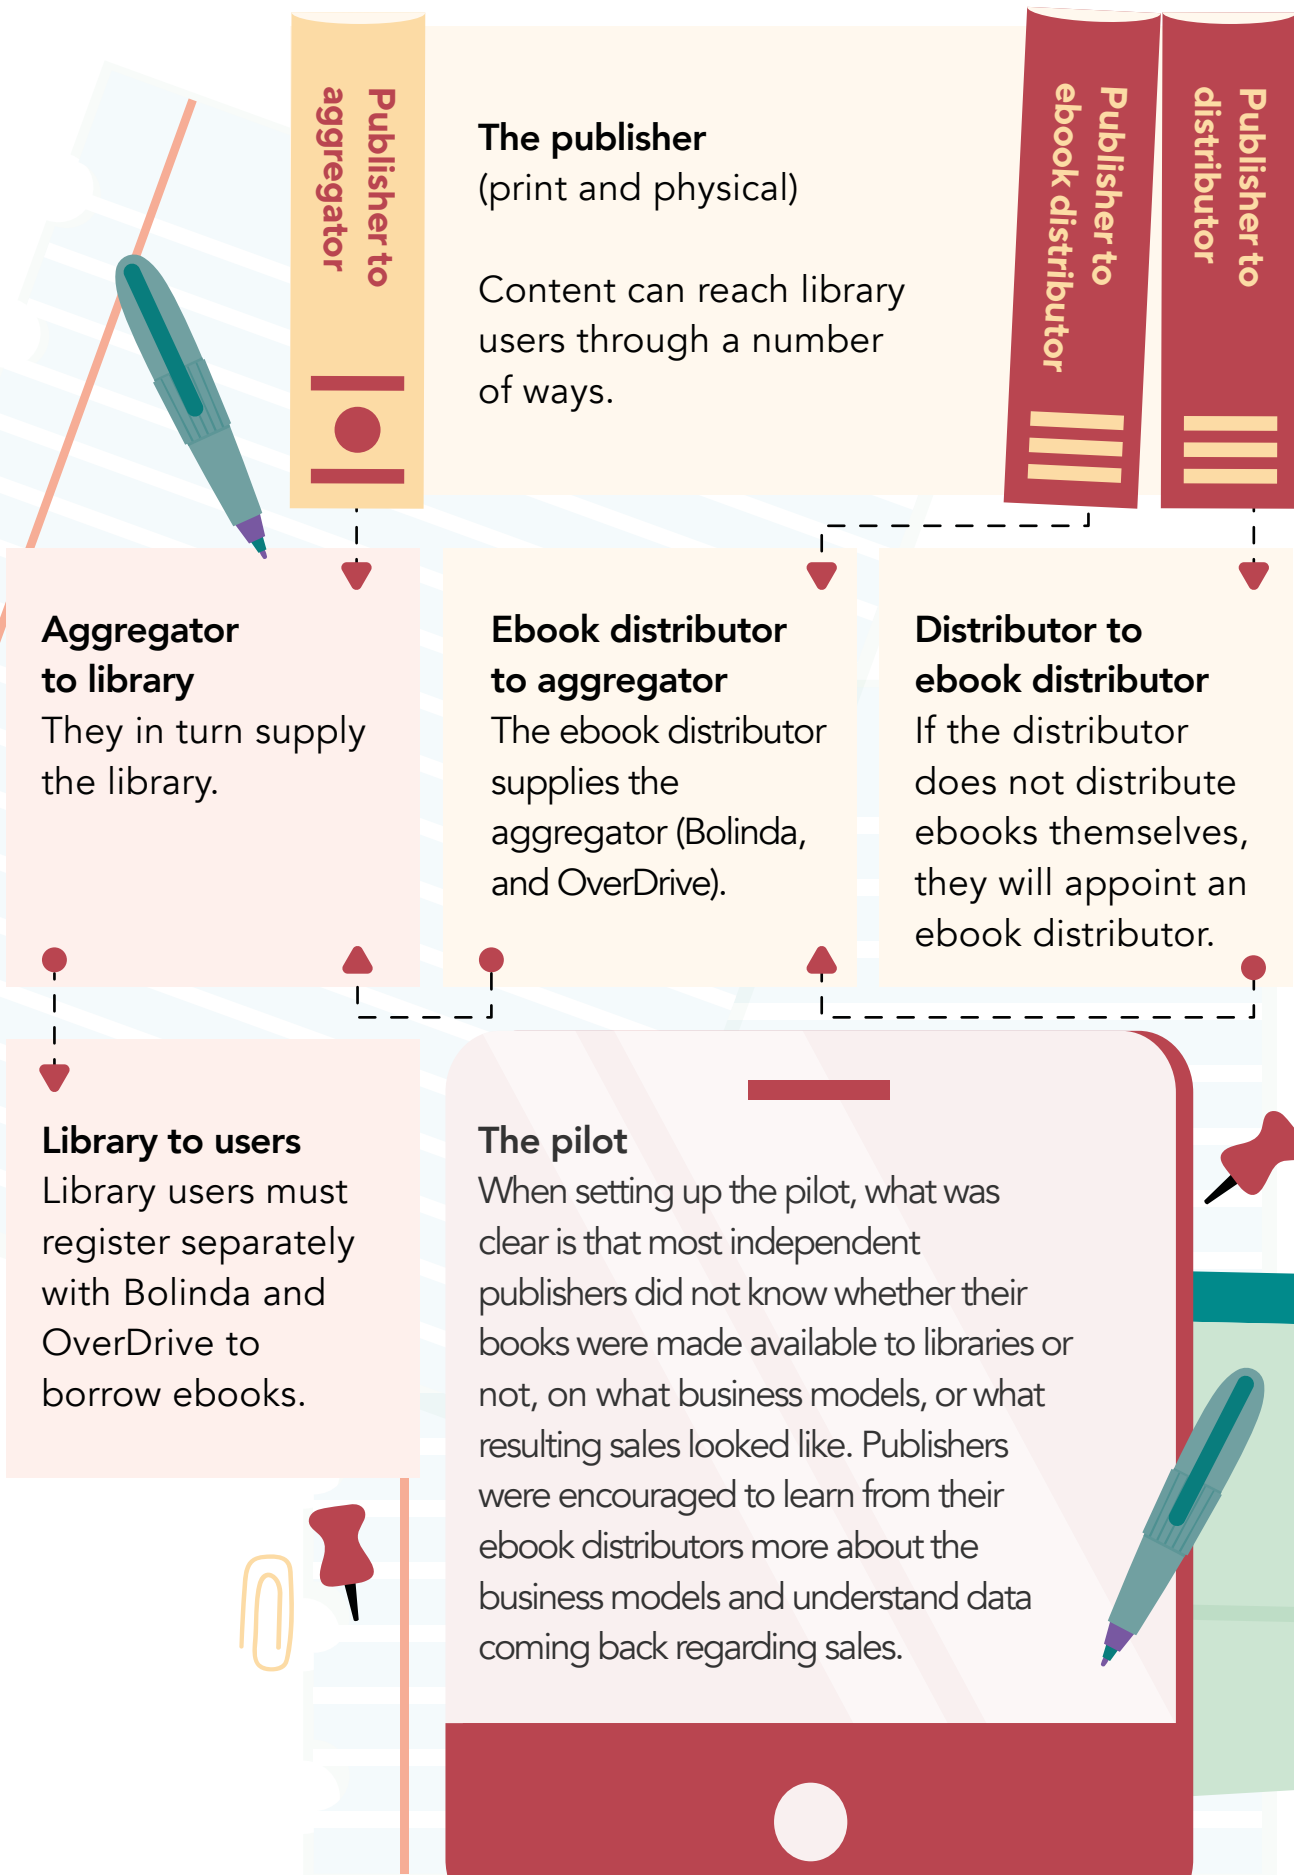 Publisher to
aggregator
The publisher
(print and physical)
Content can reach library
users through a number
of ways.
Publisher to
ebook distributor
Publisher to
distributor
Aggregator
to library
They in turn supply
the library.
Ebook distributor
to aggregator
The ebook distributor
supplies the
aggregator (Bolinda,
and OverDrive).
Distributor to
ebook distributor
If the distributor
does not distribute
ebooks themselves,
they will appoint an
ebook distributor.
Library to users
Library users must
register separately
with Bolinda and
OverDrive to
borrow ebooks.
The pilot
When setting up the pilot, what was
clear is that most independent
publishers did not know whether their
books were made available to libraries or
not, on what business models, or what
resulting sales looked like. Publishers
were encouraged to learn from their
ebook distributors more about the
business models and understand data
coming back regarding sales.